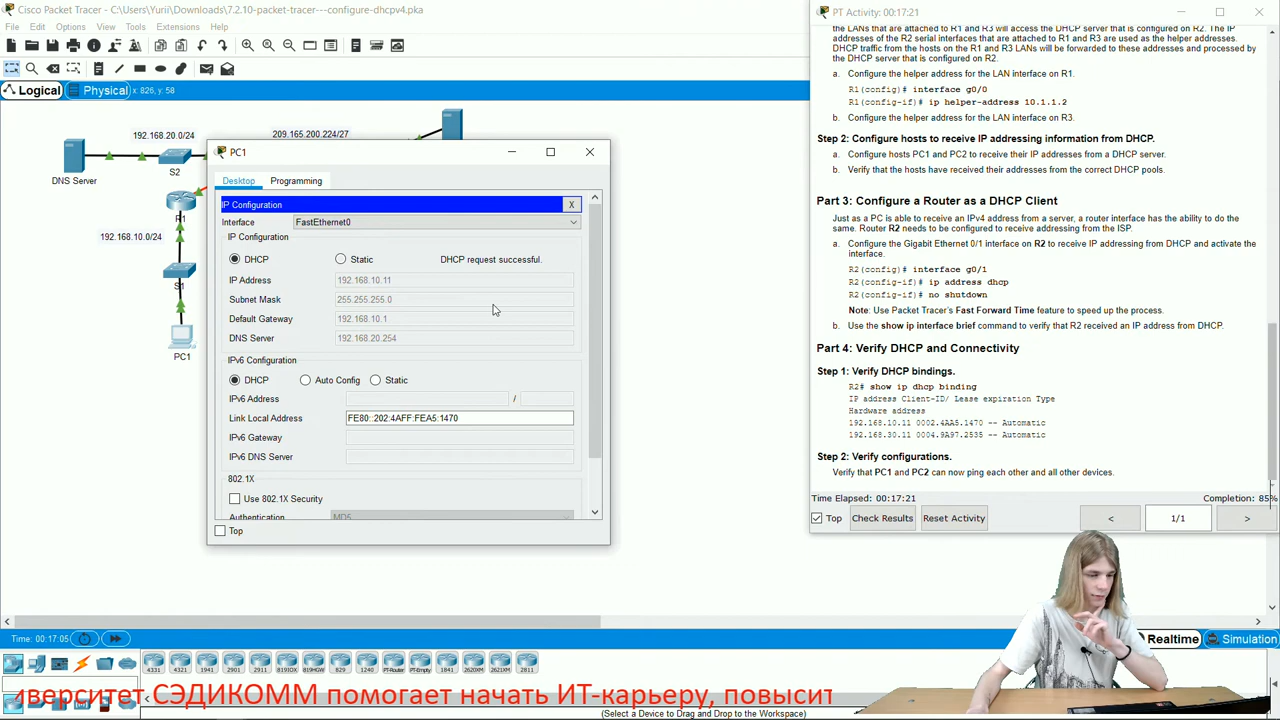 Cisco Packet Tracer - C:\Users\Yurii\Downloads\7.2.10-packet-tracer---configure-dhcpv4.pka
File Edit Options View Tools Extensions Help
Logical Physical x: 826, y: 58
192.168.20.0/24
209.165.200.224/27
DNS Server
S2
R1
192.168.10.0/24
S1
PC1
PC1
Desktop Programming
IP Configuration X
Interface FastEthernet0
IP Configuration
DHCP Static DHCP request successful.
IP Address 192.168.10.11
Subnet Mask 255.255.255.0
Default Gateway 192.168.10.1
DNS Server 192.168.20.254
IPv6 Configuration
DHCP Auto Config Static
IPv6 Address /
Link Local Address FE80::202:4AFF:FEA5:1470
IPv6 Gateway
IPv6 DNS Server
802.1X
Use 802.1X Security
Authentication MD5
Top
PT Activity: 00:17:21
the LANs that are attached to R1 and R3 will access the DHCP server that is configured on R2. The IP
addresses of the R2 serial interfaces that are attached to R1 and R3 are used as the helper addresses.
DHCP traffic from the hosts on the R1 and R3 LANs will be forwarded to these addresses and processed by
the DHCP server that is configured on R2.
a. Configure the helper address for the LAN interface on R1.
R1(config)# interface g0/0
R1(config-if)# ip helper-address 10.1.1.2
b. Configure the helper address for the LAN interface on R3.
Step 2: Configure hosts to receive IP addressing information from DHCP.
a. Configure hosts PC1 and PC2 to receive their IP addresses from a DHCP server.
b. Verify that the hosts have received their addresses from the correct DHCP pools.
Part 3: Configure a Router as a DHCP Client
Just as a PC is able to receive an IPv4 address from a server, a router interface has the ability to do the
same. Router R2 needs to be configured to receive addressing from the ISP.
a. Configure the Gigabit Ethernet 0/1 interface on R2 to receive IP addressing from DHCP and activate the
interface.
R2(config)# interface g0/1
R2(config-if)# ip address dhcp
R2(config-if)# no shutdown
Note: Use Packet Tracer's Fast Forward Time feature to speed up the process.
b. Use the show ip interface brief command to verify that R2 received an IP address from DHCP.
Part 4: Verify DHCP and Connectivity
Step 1: Verify DHCP bindings.
R2# show ip dhcp binding
IP address Client-ID/ Lease expiration Type
Hardware address
192.168.10.11 0002.4AA5.1470 -- Automatic
192.168.30.11 0004.9A97.2535 -- Automatic
Step 2: Verify configurations.
Verify that PC1 and PC2 can now ping each other and all other devices.
Time Elapsed: 00:17:21 Completion: 85%
Top Check Results Reset Activity < 1/1 >
Time: 00:17:05 Realtime Simulation
4331 4321 1941 2901 2911 819IOX 819HGW 829 1240 PT-Router PT-Empty 1841 2620XM 2621XM 2811
иверситет СЭДИКОММ помогает начать ИТ-карьеру, повысит
(Select a Device to Drag and Drop to the Workspace)